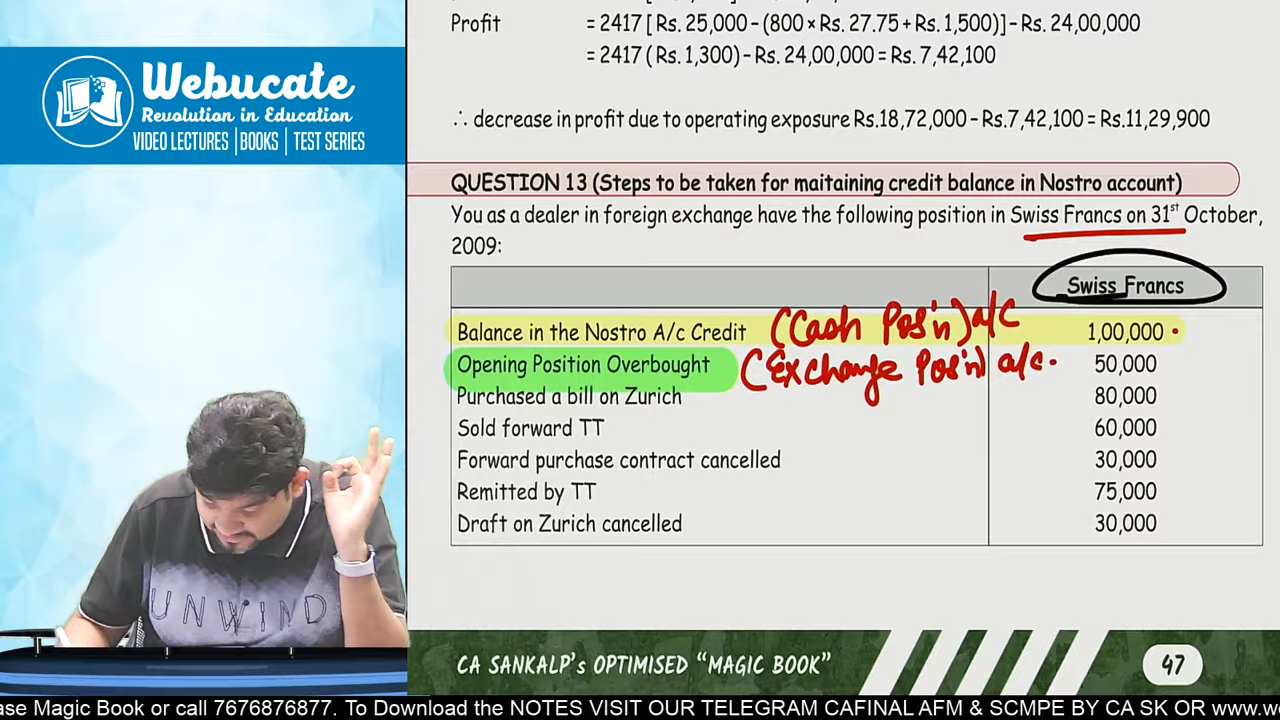 Webucate
Revolution in Education
VIDEO LECTURES | BOOKS | TEST SERIES
Profit = 2417 [Rs. 25,000 – (800 × Rs. 27.75 + Rs. 1,500)] – Rs. 24,00,000
= 2417 (Rs. 1,300) – Rs. 24,00,000 = Rs. 7,42,100
∴ decrease in profit due to operating exposure Rs.18,72,000 – Rs.7,42,100 = Rs.11,29,900
QUESTION 13 (Steps to be taken for maitaining credit balance in Nostro account)
You as a dealer in foreign exchange have the following position in Swiss Francs on 31st October,
2009:
Swiss Francs
Balance in the Nostro A/c Credit (Cash Pos'n) a/c 1,00,000
Opening Position Overbought (Exchange Pos'n) a/c. 50,000
Purchased a bill on Zurich 80,000
Sold forward TT 60,000
Forward purchase contract cancelled 30,000
Remitted by TT 75,000
Draft on Zurich cancelled 30,000
UNWIND
CA SANKALP's OPTIMISED "MAGIC BOOK" 47
ase Magic Book or call 7676876877. To Download the NOTES VISIT OUR TELEGRAM CAFINAL AFM & SCMPE BY CA SK OR www.w